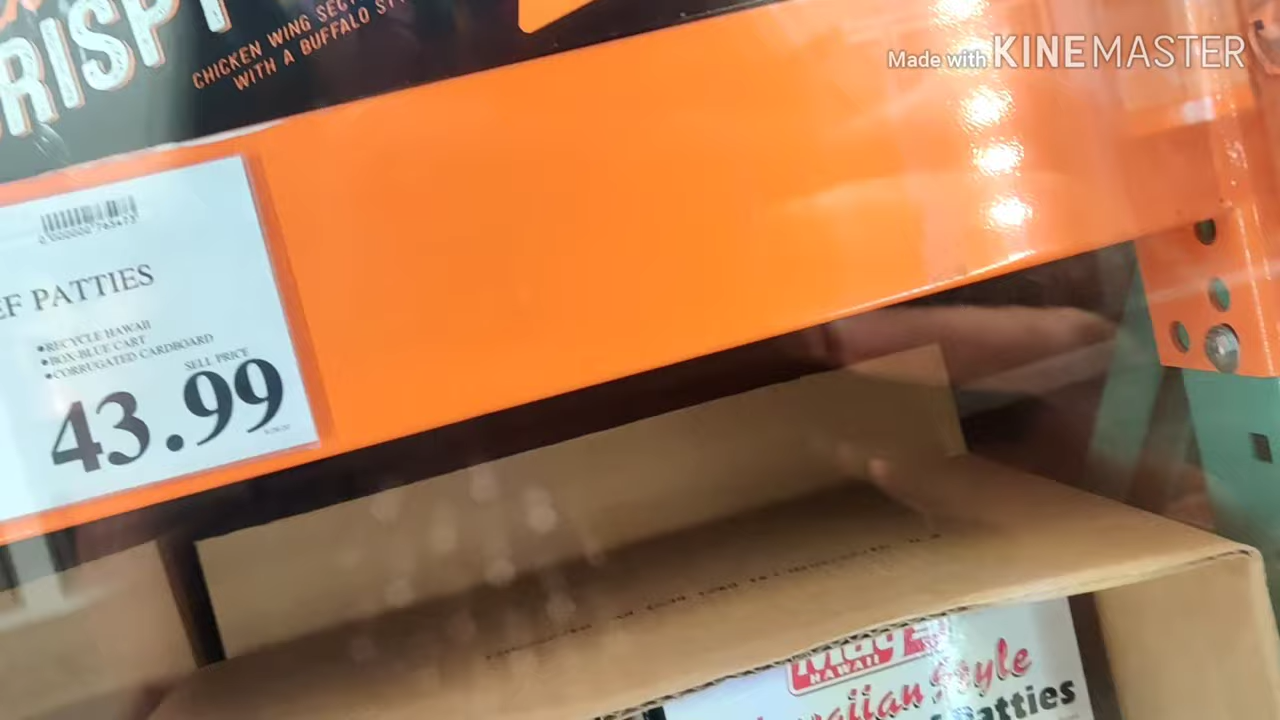 RISPY
CHICKEN WING SECT
WITH A BUFFALO ST
Made with KINEMASTER
EF PATTIES
•RECYCLE HAWAII
•BOX-BLUE CART
•CORRUGATED CARDBOARD
SELL PRICE
43.99
HAWAII
Hawaiian Style
Patties